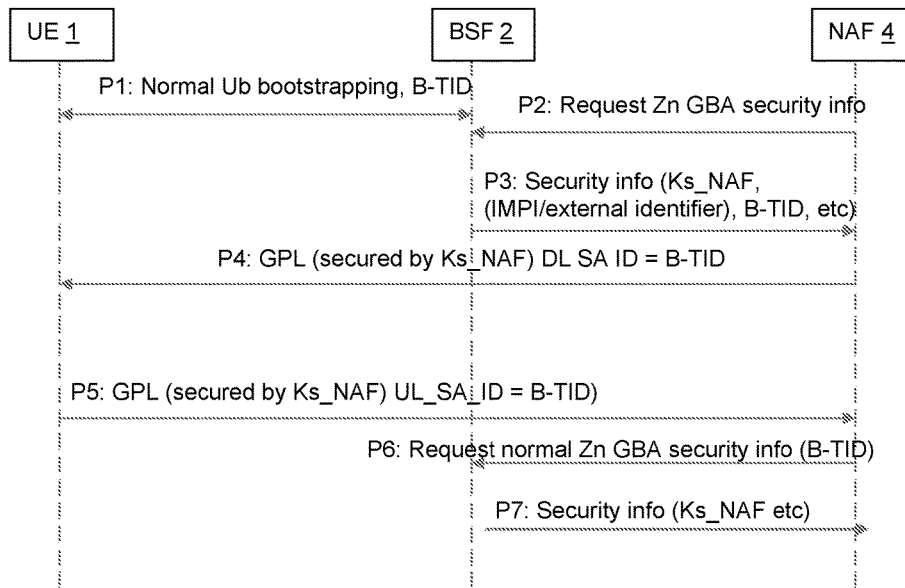 UE 1
BSF 2
NAF 4
P1: Normal Ub bootstrapping, B-TID
P2: Request Zn GBA security info
P3: Security info (Ks_NAF,
(IMPI/external identifier), B-TID, etc)
P4: GPL (secured by Ks_NAF) DL SA ID = B-TID
P5: GPL (secured by Ks_NAF) UL_SA_ID = B-TID)
P6: Request normal Zn GBA security info (B-TID)
P7: Security info (Ks_NAF etc)